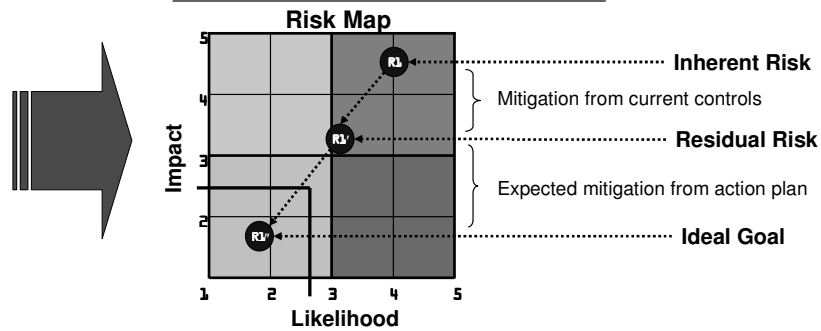 Risk Map
5
R1
Inherent Risk
4
Mitigation from current controls
R1'
Residual Risk
3
Impact
Expected mitigation from action plan
2
R1"
Ideal Goal
1 2 3 4 5
Likelihood